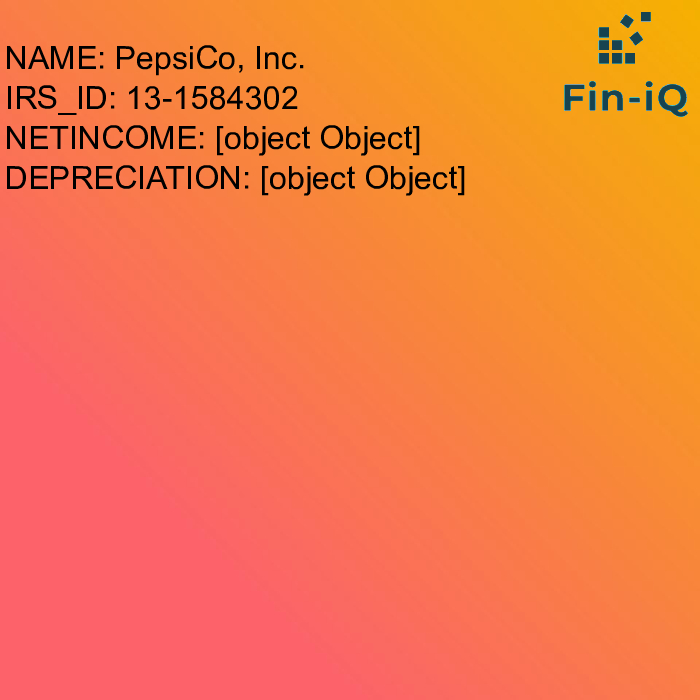 Fin-iQ
NAME: PepsiCo, Inc.
IRS_ID: 13-1584302
NETINCOME: [object Object]
DEPRECIATION: [object Object]